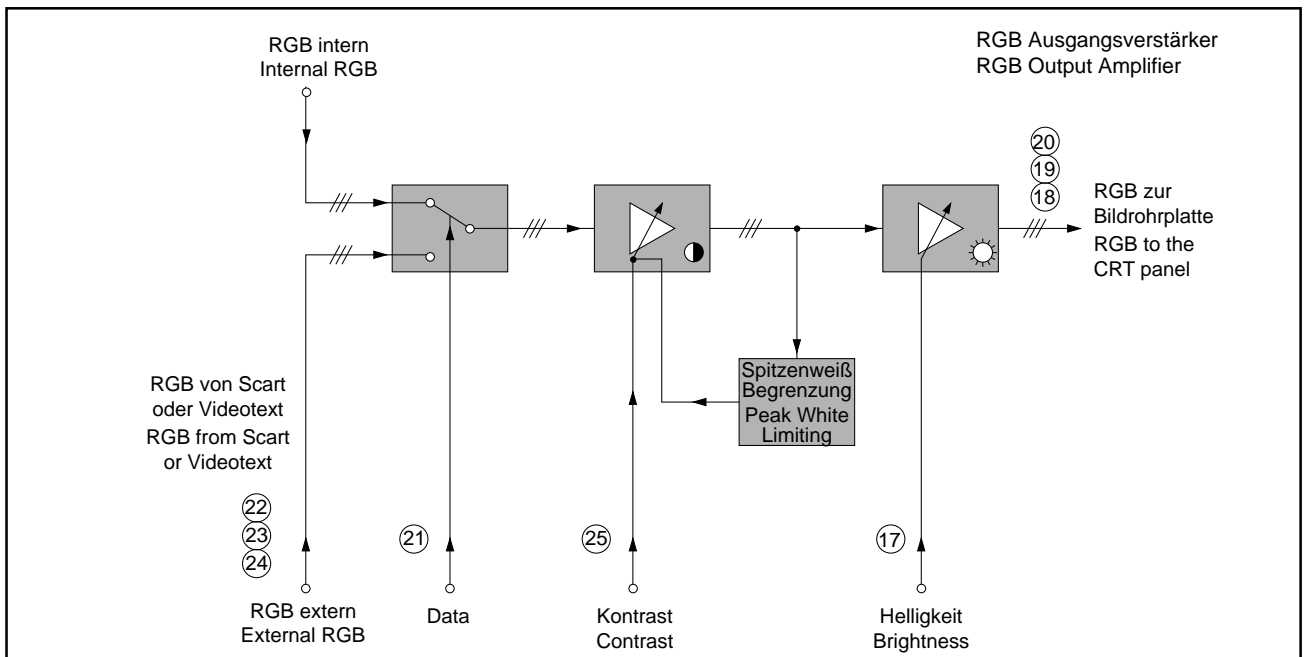 RGB intern
Internal RGB
RGB Ausgangsverstärker
RGB Output Amplifier
20
19
18
RGB zur
Bildrohrplatte
RGB to the
CRT panel
Spitzenweiß
Begrenzung
Peak White
Limiting
RGB von Scart
oder Videotext
RGB from Scart
or Videotext
22
23
24
21
25
17
RGB extern
External RGB
Data
Kontrast
Contrast
Helligkeit
Brightness